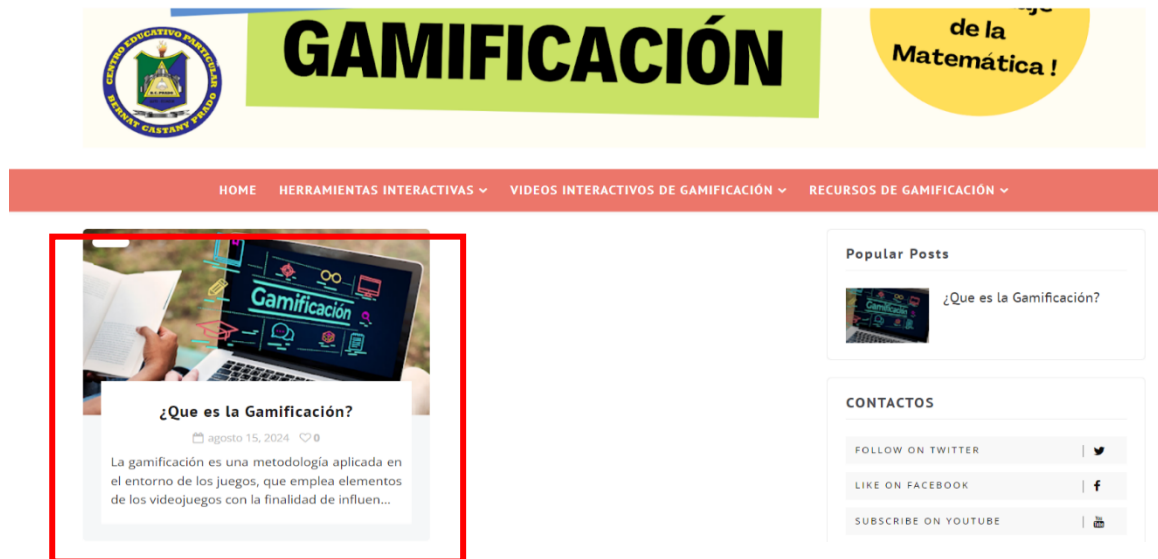 GAMIFICACIÓN
de la
Matemática !
CENTRO EDUCATIVO PARTICULAR
BERNAT CASTANY PRADO
HOME HERRAMIENTAS INTERACTIVAS VIDEOS INTERACTIVOS DE GAMIFICACIÓN RECURSOS DE GAMIFICACIÓN
Gamificación
¿Que es la Gamificación?
agosto 15, 2024 0
La gamificación es una metodología aplicada en
el entorno de los juegos, que emplea elementos
de los videojuegos con la finalidad de influen...
Popular Posts
Gamificación
¿Que es la Gamificación?
CONTACTOS
FOLLOW ON TWITTER |
LIKE ON FACEBOOK |
SUBSCRIBE ON YOUTUBE | You Tube